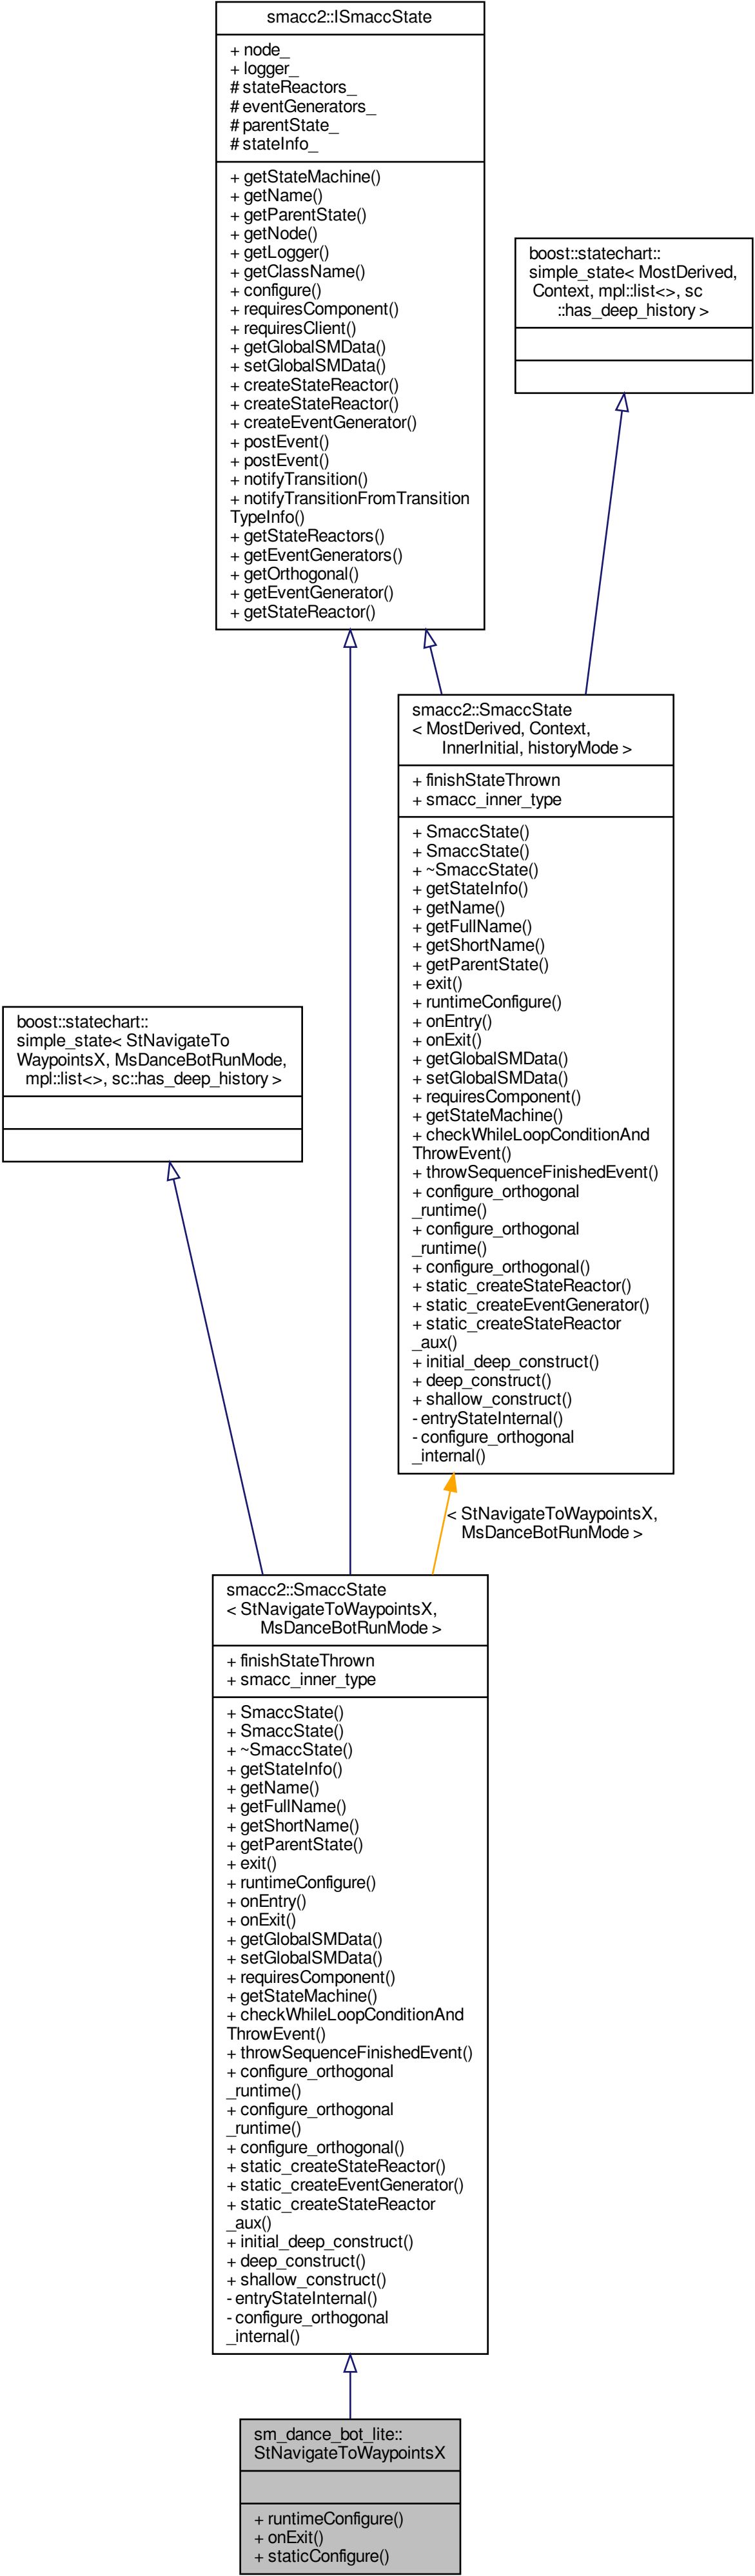 smacc2::ISmaccState
+ node_
+ logger_
# stateReactors_
# eventGenerators_
# parentState_
# stateInfo_
+ getStateMachine()
+ getName()
+ getParentState()
+ getNode()
+ getLogger()
+ getClassName()
+ configure()
+ requiresComponent()
+ requiresClient()
+ getGlobalSMData()
+ setGlobalSMData()
+ createStateReactor()
+ createStateReactor()
+ createEventGenerator()
+ postEvent()
+ postEvent()
+ notifyTransition()
+ notifyTransitionFromTransition
TypeInfo()
+ getStateReactors()
+ getEventGenerators()
+ getOrthogonal()
+ getEventGenerator()
+ getStateReactor()
boost::statechart::
simple_state< MostDerived,
Context, mpl::list<>, sc
::has_deep_history >
smacc2::SmaccState
< MostDerived, Context,
InnerInitial, historyMode >
+ finishStateThrown
+ smacc_inner_type
+ SmaccState()
+ SmaccState()
+ ~SmaccState()
+ getStateInfo()
+ getName()
+ getFullName()
+ getShortName()
+ getParentState()
+ exit()
+ runtimeConfigure()
+ onEntry()
+ onExit()
+ getGlobalSMData()
+ setGlobalSMData()
+ requiresComponent()
+ getStateMachine()
+ checkWhileLoopConditionAnd
ThrowEvent()
+ throwSequenceFinishedEvent()
+ configure_orthogonal
_runtime()
+ configure_orthogonal
_runtime()
+ configure_orthogonal()
+ static_createStateReactor()
+ static_createEventGenerator()
+ static_createStateReactor
_aux()
+ initial_deep_construct()
+ deep_construct()
+ shallow_construct()
- entryStateInternal()
- configure_orthogonal
_internal()
boost::statechart::
simple_state< StNavigateTo
WaypointsX, MsDanceBotRunMode,
mpl::list<>, sc::has_deep_history >
< StNavigateToWaypointsX,
MsDanceBotRunMode >
smacc2::SmaccState
< StNavigateToWaypointsX,
MsDanceBotRunMode >
+ finishStateThrown
+ smacc_inner_type
+ SmaccState()
+ SmaccState()
+ ~SmaccState()
+ getStateInfo()
+ getName()
+ getFullName()
+ getShortName()
+ getParentState()
+ exit()
+ runtimeConfigure()
+ onEntry()
+ onExit()
+ getGlobalSMData()
+ setGlobalSMData()
+ requiresComponent()
+ getStateMachine()
+ checkWhileLoopConditionAnd
ThrowEvent()
+ throwSequenceFinishedEvent()
+ configure_orthogonal
_runtime()
+ configure_orthogonal
_runtime()
+ configure_orthogonal()
+ static_createStateReactor()
+ static_createEventGenerator()
+ static_createStateReactor
_aux()
+ initial_deep_construct()
+ deep_construct()
+ shallow_construct()
- entryStateInternal()
- configure_orthogonal
_internal()
sm_dance_bot_lite::
StNavigateToWaypointsX
+ runtimeConfigure()
+ onExit()
+ staticConfigure()